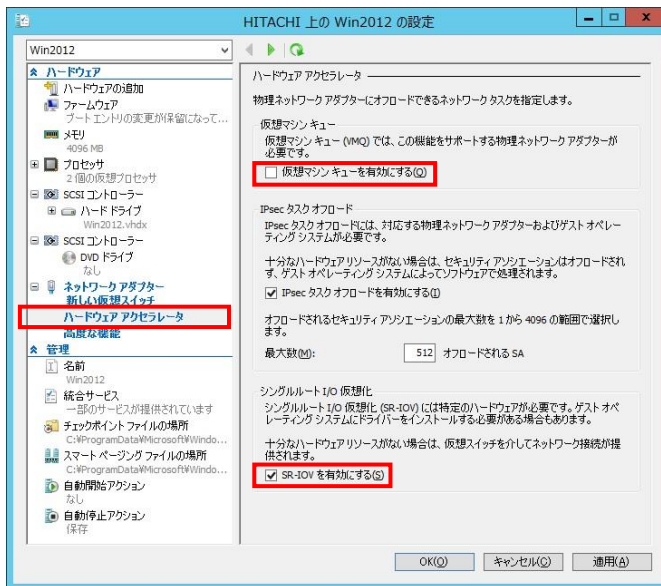 HITACHI 上の Win2012 の設定
Win2012
ハードウェア
ハードウェアの追加
ファームウェア
ブート エントリの変更が保留になって...
メモリ
4096 MB
プロセッサ
2 個の仮想プロセッサ
SCSI コントローラー
ハード ドライブ
Win2012.vhdx
SCSI コントローラー
DVD ドライブ
なし
ネットワーク アダプター
新しい仮想スイッチ
ハードウェア アクセラレータ
高度な機能
管理
名前
Win2012
統合サービス
一部のサービスが提供されています
チェックポイント ファイルの場所
C:¥ProgramData¥Microsoft¥Windo...
スマート ページング ファイルの場所
C:¥ProgramData¥Microsoft¥Windo...
自動開始アクション
なし
自動停止アクション
保存
ハードウェア アクセラレータ
物理ネットワーク アダプターにオフロードできるネットワーク タスクを指定します。
仮想マシン キュー
仮想マシン キュー (VMQ) では、この機能をサポートする物理ネットワーク アダプターが
必要です。
仮想マシン キューを有効にする(Q)
IPsec タスク オフロード
IPsec タスク オフロードには、対応する物理ネットワーク アダプターおよびゲスト オペレー
ティング システムが必要です。
十分なハードウェア リソースがない場合は、セキュリティ アソシエーションはオフロードされ
ず、ゲスト オペレーティング システムによってソフトウェアで処理されます。
IPsec タスク オフロードを有効にする(I)
オフロードされるセキュリティ アソシエーションの最大数を 1 から 4096 の範囲で選択し
ます。
最大数(M): 512 オフロードされる SA
シングルルート I/O 仮想化
シングルルート I/O 仮想化 (SR-IOV) には特定のハードウェアが必要です。ゲスト オペ
レーティング システムにドライバーをインストールする必要がある場合もあります。
十分なハードウェア リソースがない場合は、仮想スイッチを介してネットワーク接続が提
供されます。
SR-IOV を有効にする(S)
OK(O) キャンセル(C) 適用(A)